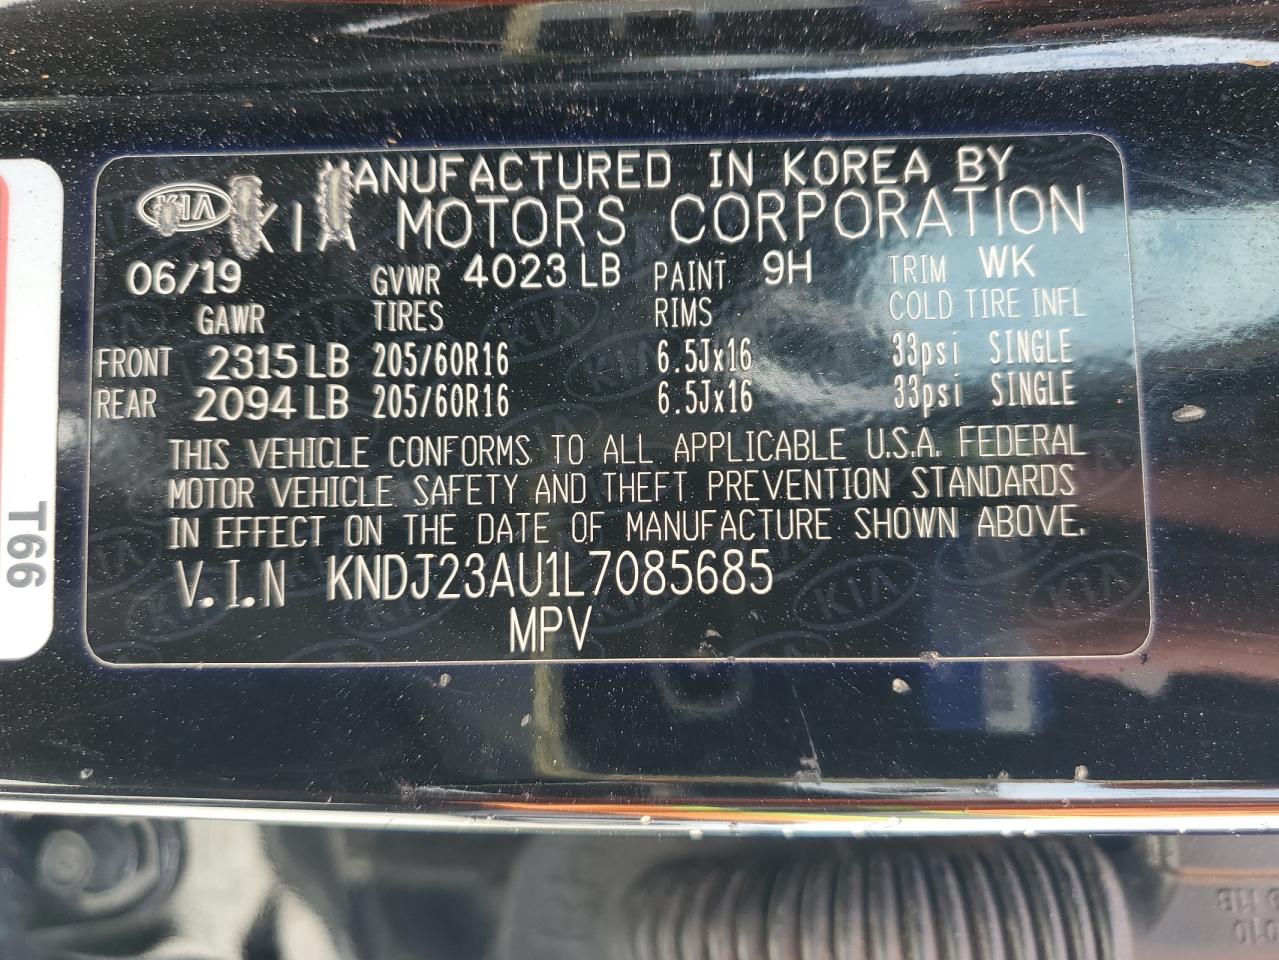 MANUFACTURED IN KOREA BY
KIA KIA MOTORS CORPORATION
06/19 GVWR 4023 LB PAINT 9H TRIM WK
GAWR TIRES RIMS COLD TIRE INFL
FRONT 2315 LB 205/60R16 6.5Jx16 33psi SINGLE
REAR 2094 LB 205/60R16 6.5Jx16 33psi SINGLE
THIS VEHICLE CONFORMS TO ALL APPLICABLE U.S.A. FEDERAL
MOTOR VEHICLE SAFETY AND THEFT PREVENTION STANDARDS
IN EFFECT ON THE DATE OF MANUFACTURE SHOWN ABOVE.
V.I.N KNDJ23AU1L7085685
MPV
T66